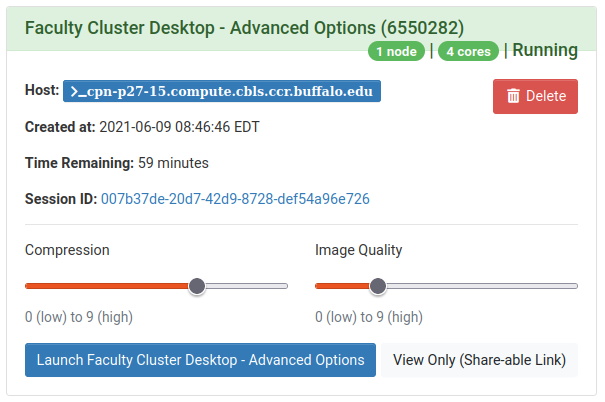 Faculty Cluster Desktop - Advanced Options (6550282)
1 node | 4 cores | Running
Host: >_cpn-p27-15.compute.cbls.ccr.buffalo.edu
Delete
Created at: 2021-06-09 08:46:46 EDT
Time Remaining: 59 minutes
Session ID: 007b37de-20d7-42d9-8728-def54a96e726
Compression
Image Quality
0 (low) to 9 (high)
0 (low) to 9 (high)
Launch Faculty Cluster Desktop - Advanced Options
View Only (Share-able Link)